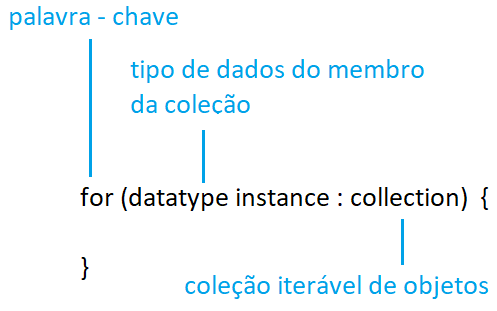 palavra - chave
tipo de dados do membro
da coleção
for (datatype instance : collection) {
}
coleção iterável de objetos